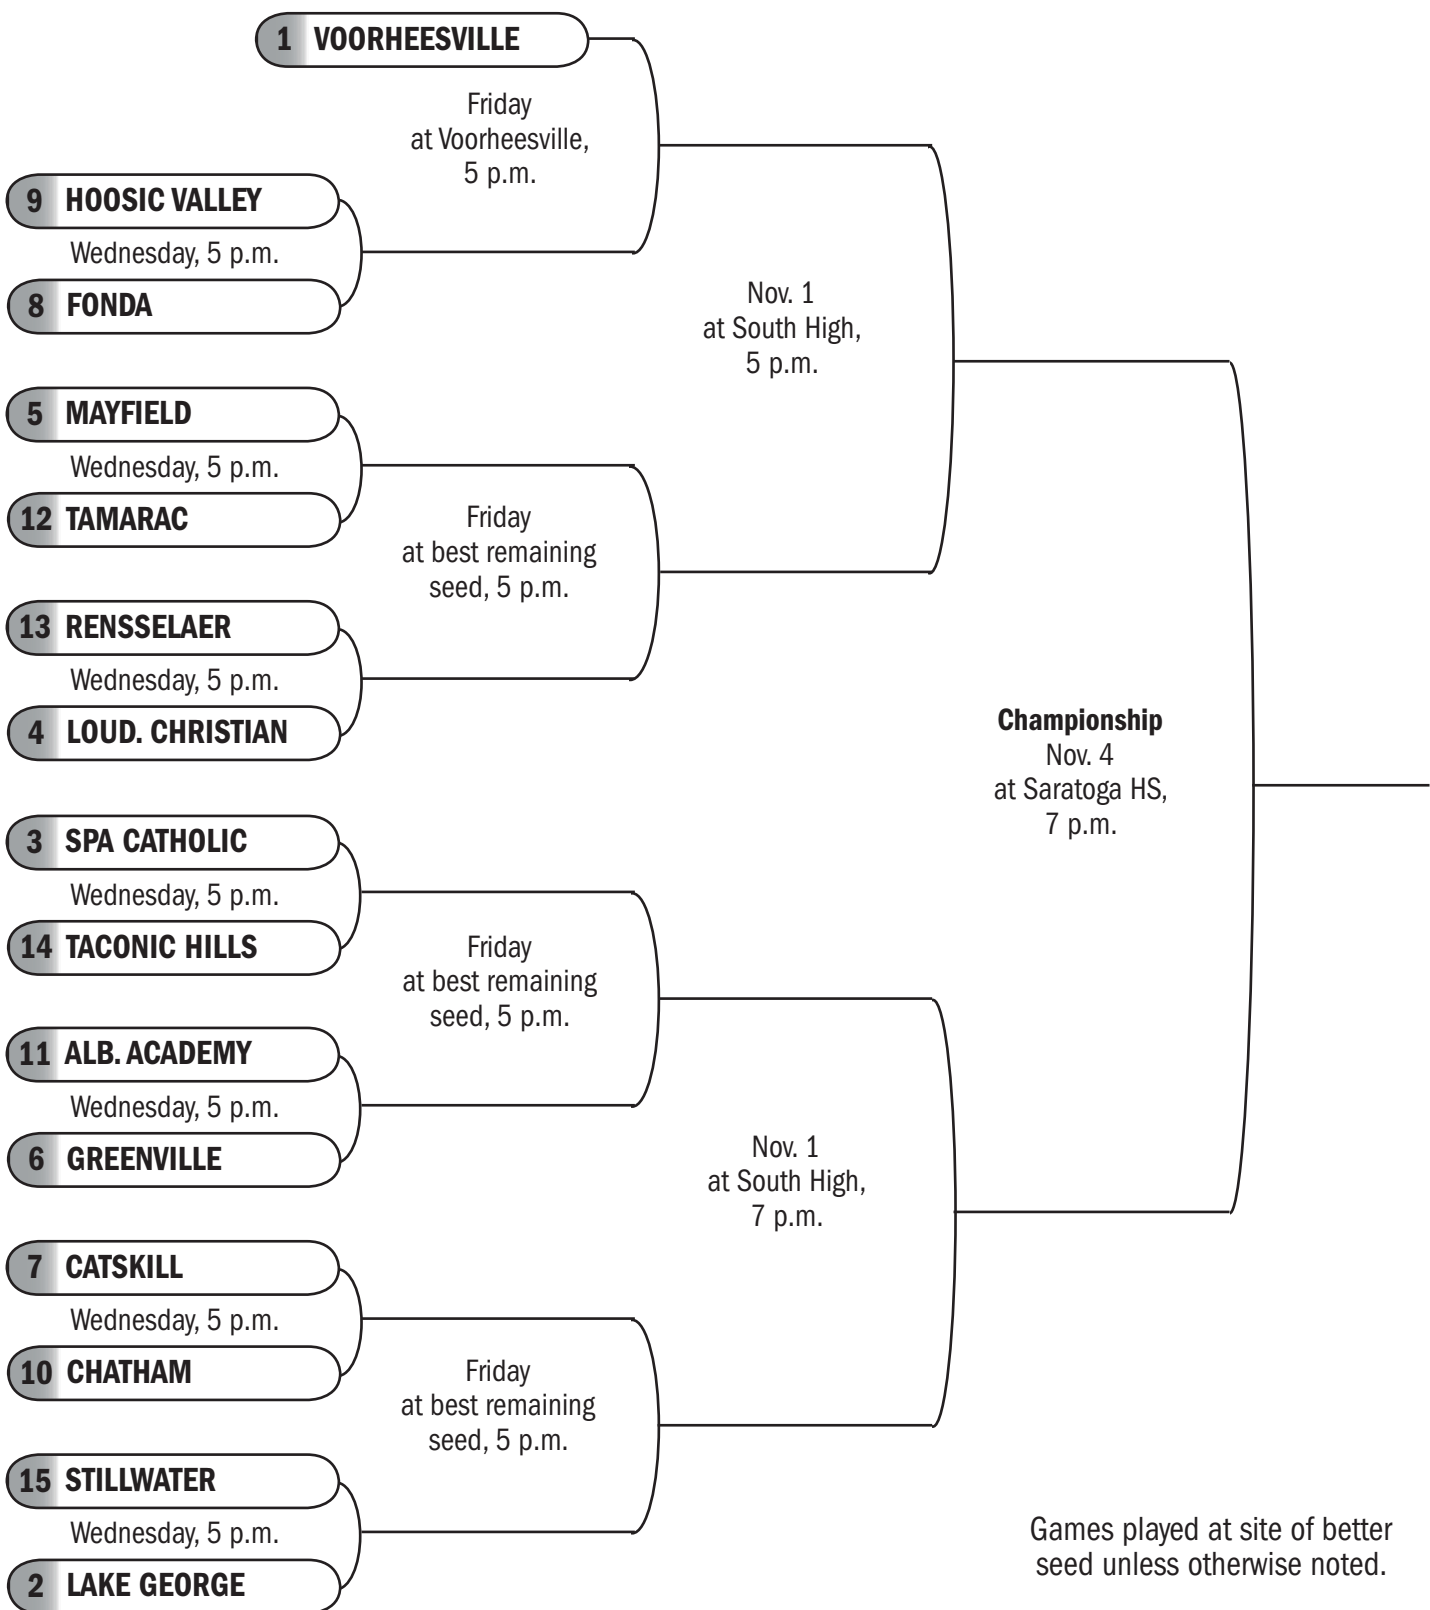 1 VOORHEESVILLE
Friday
at Voorheesville,
5 p.m.
9 HOOSIC VALLEY
Wednesday, 5 p.m.
8 FONDA
Nov. 1
at South High,
5 p.m.
5 MAYFIELD
Wednesday, 5 p.m.
12 TAMARAC
Friday
at best remaining
seed, 5 p.m.
13 RENSSELAER
Wednesday, 5 p.m.
4 LOUD. CHRISTIAN
Championship
Nov. 4
at Saratoga HS,
7 p.m.
3 SPA CATHOLIC
Wednesday, 5 p.m.
14 TACONIC HILLS
Friday
at best remaining
seed, 5 p.m.
11 ALB. ACADEMY
Wednesday, 5 p.m.
6 GREENVILLE
Nov. 1
at South High,
7 p.m.
7 CATSKILL
Wednesday, 5 p.m.
10 CHATHAM
Friday
at best remaining
seed, 5 p.m.
15 STILLWATER
Wednesday, 5 p.m.
2 LAKE GEORGE
Games played at site of better
seed unless otherwise noted.